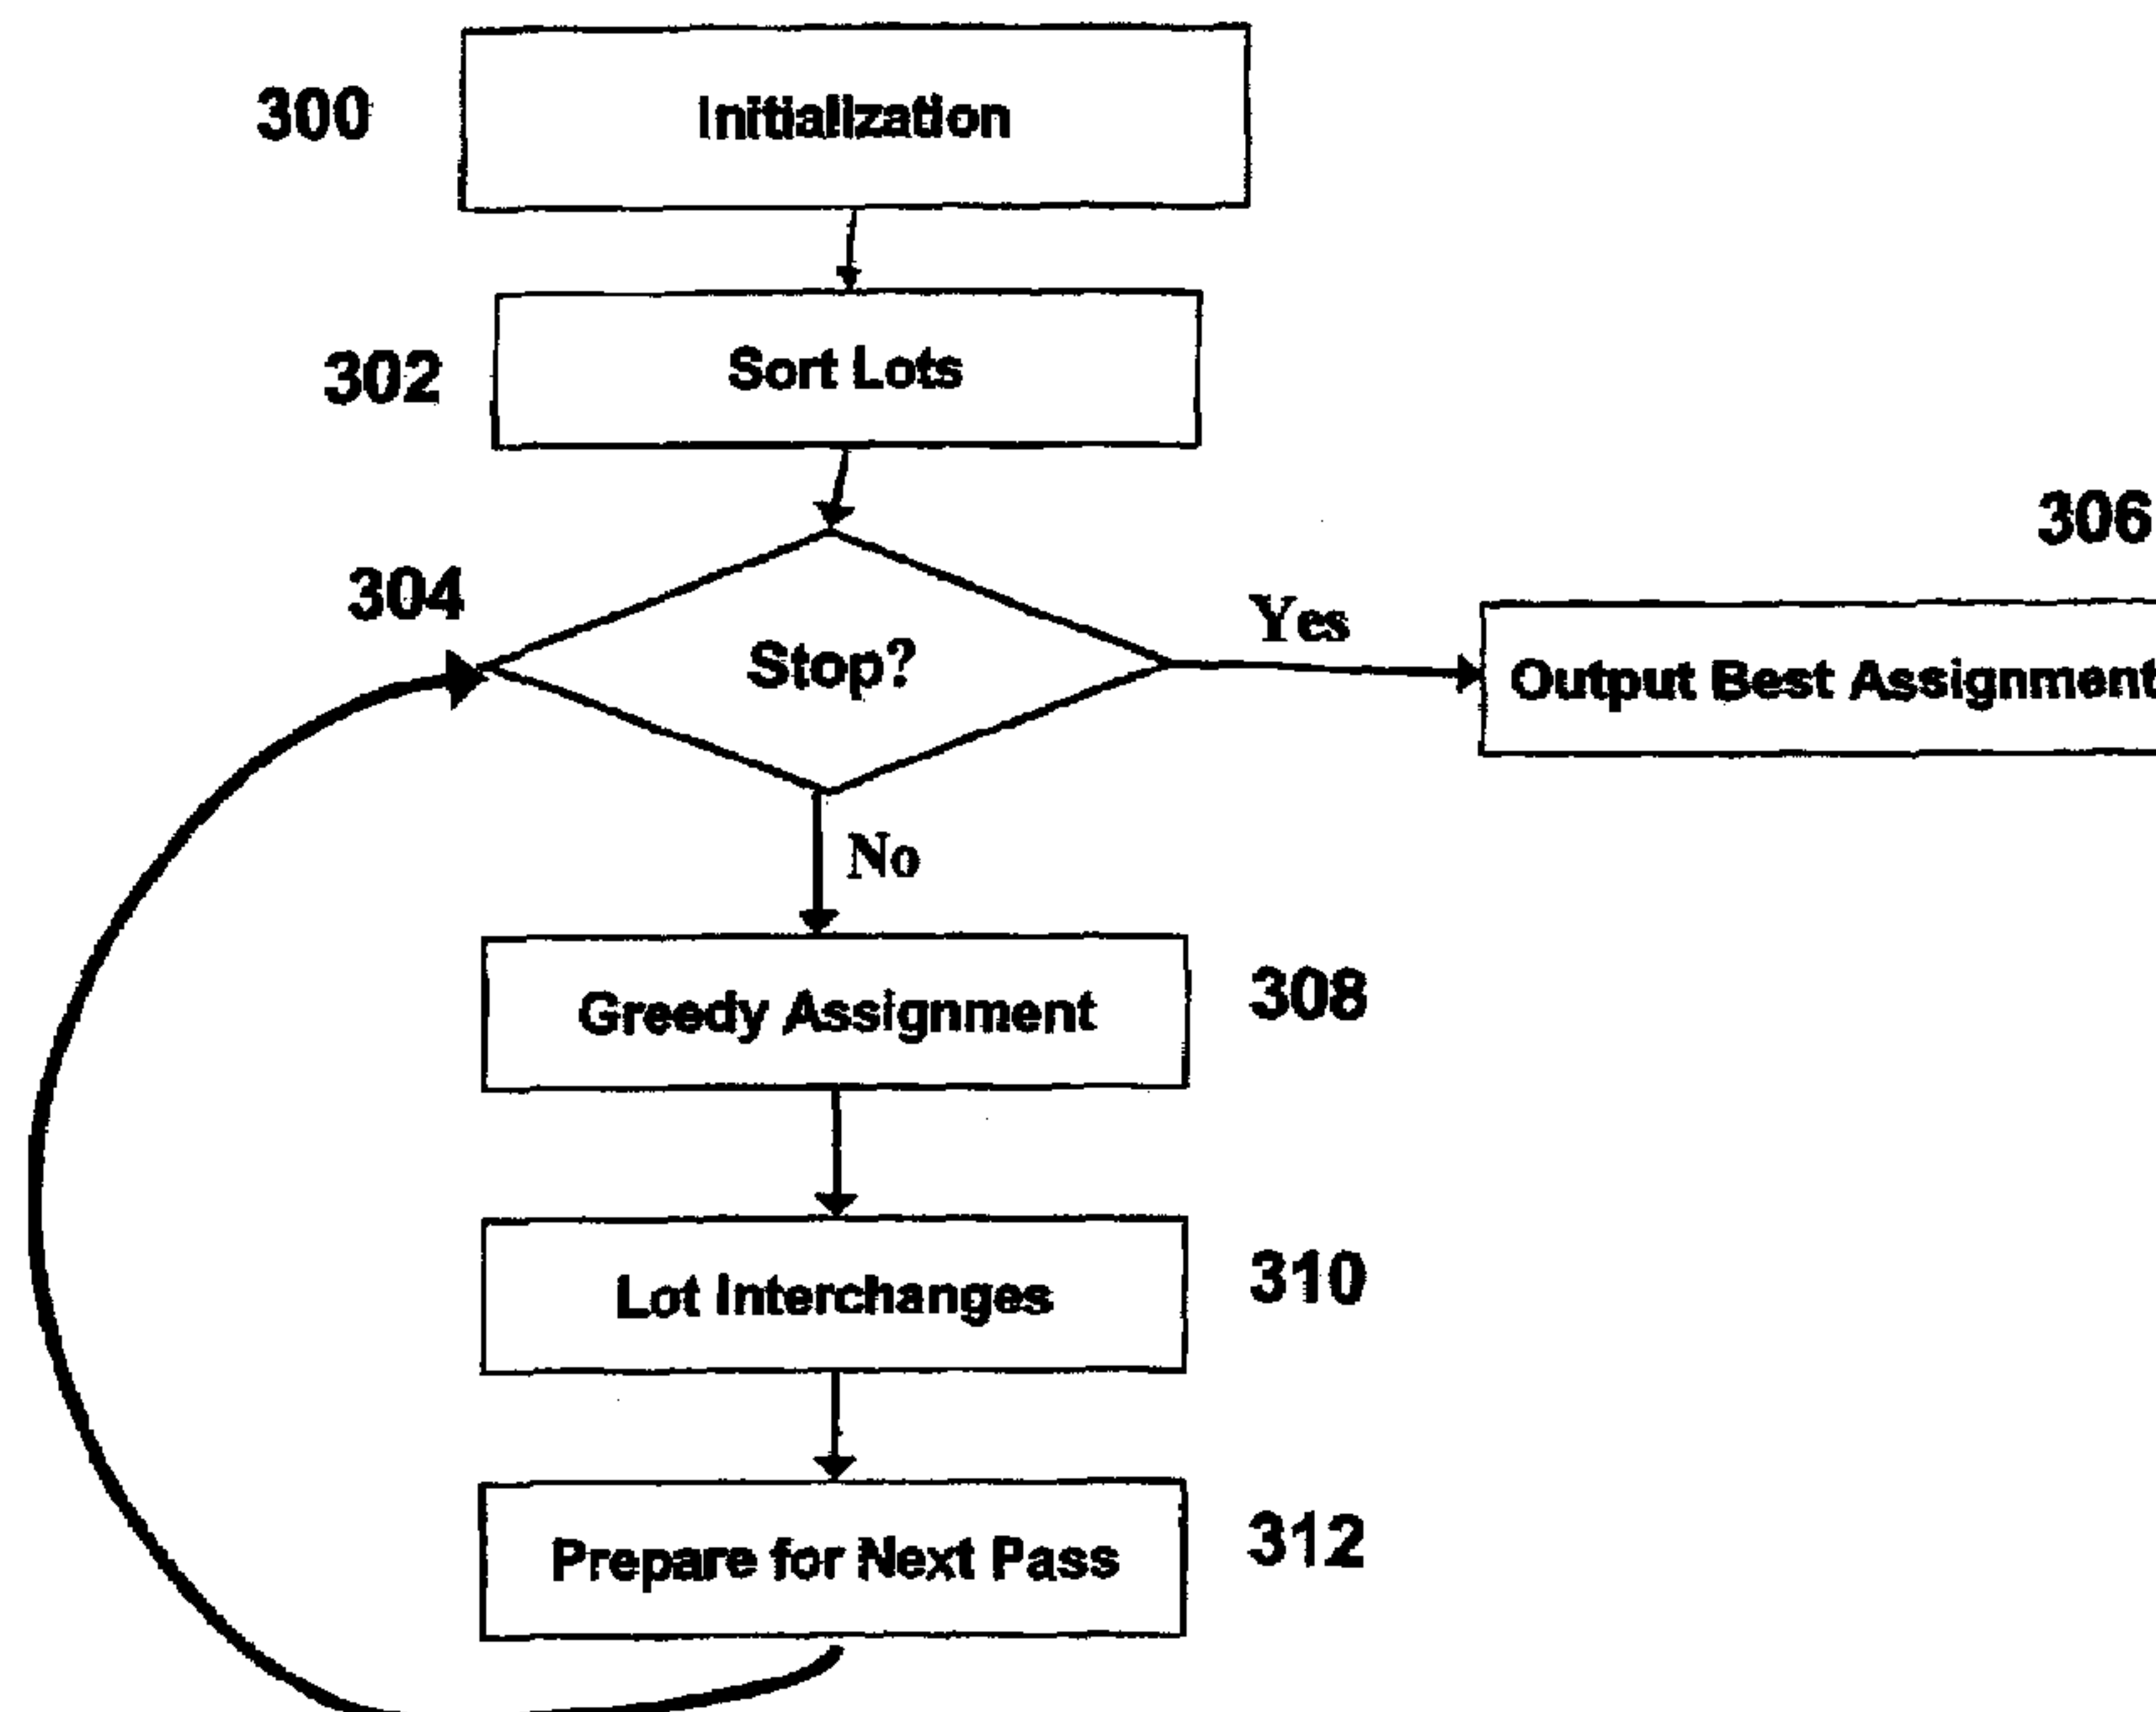 300
Initialization
302
Sort Lots
304
Stop?
Yes
306
Output Best Assignment
No
Greedy Assignment
308
Lot Interchanges
310
Prepare for Next Pass
312